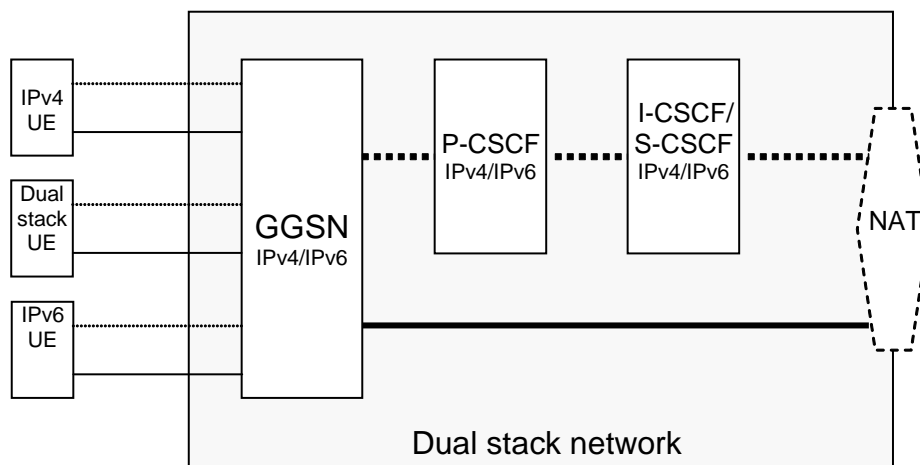 IPv4
UE
Dual
stack
UE
IPv6
UE
GGSN
IPv4/IPv6
P-CSCF
IPv4/IPv6
I-CSCF/
S-CSCF
IPv4/IPv6
NAT
Dual stack network